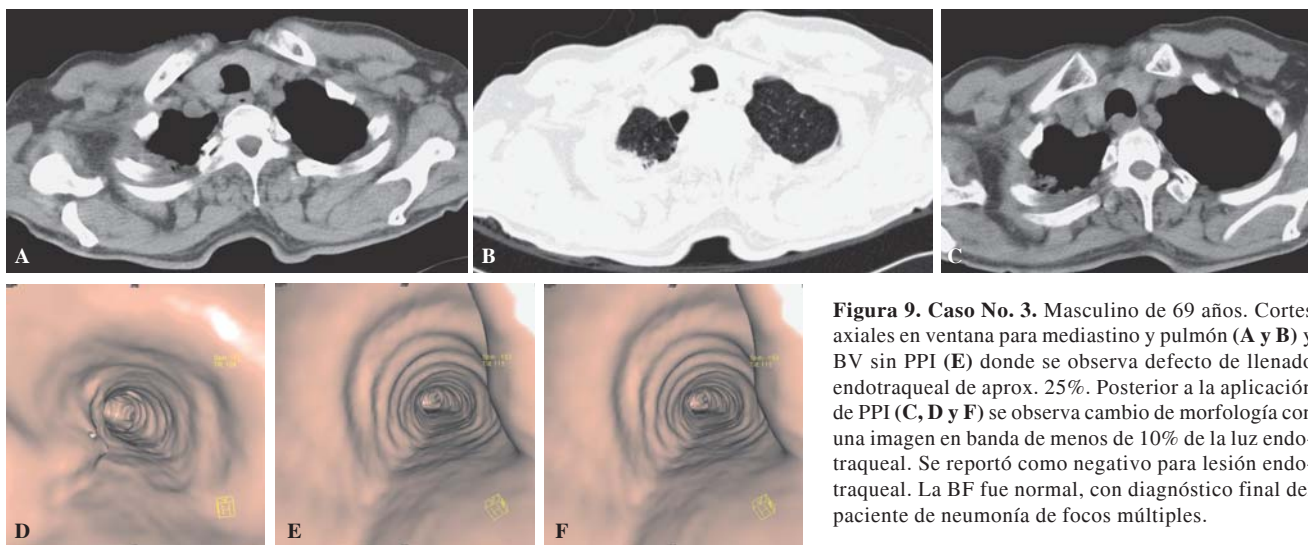 A
B
C
D
E
F
Figura 9. Caso No. 3. Masculino de 69 años. Cortes
axiales en ventana para mediastino y pulmón (A y B) y
BV sin PPI (E) donde se observa defecto de llenado
endotraqueal de aprox. 25%. Posterior a la aplicación
de PPI (C, D y F) se observa cambio de morfología con
una imagen en banda de menos de 10% de la luz endo-
traqueal. Se reportó como negativo para lesión endo-
traqueal. La BF fue normal, con diagnóstico final de
paciente de neumonía de focos múltiples.